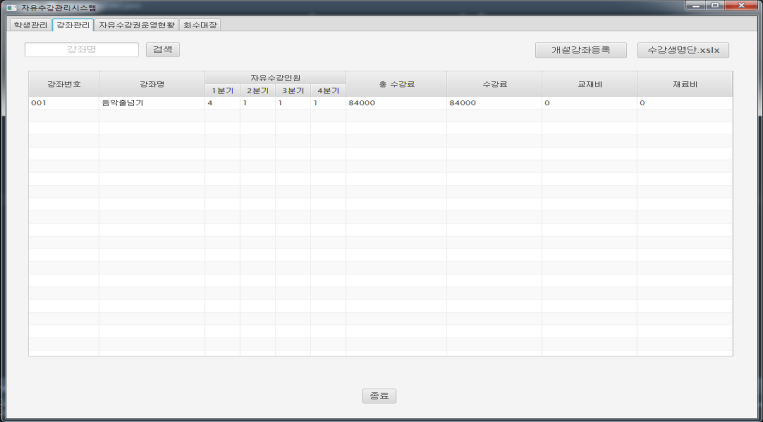 자유수강관리시스템
학생관리 강좌관리 자유수강권운영현황 회수대장
강좌명 검색 개설강좌등록 수강생명단.xslx
강좌번호 강좌명 자유수강인원 총 수강료 수강료 교재비 재료비
1분기 2분기 3분기 4분기
001 음악줄넘기 4 1 1 1 84000 84000 0 0
종료